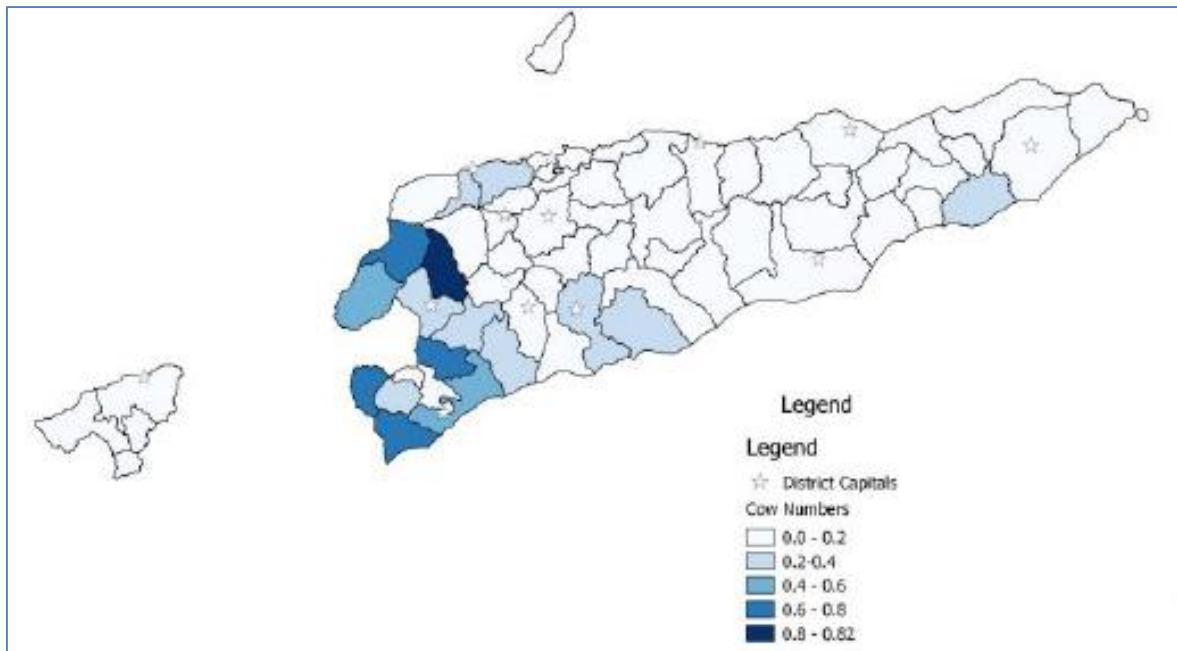 Legend
Legend
District Capitals
Cow Numbers
0.0 - 0.2
0.2-0.4
0.4 - 0.6
0.6 - 0.8
0.8 - 0.82